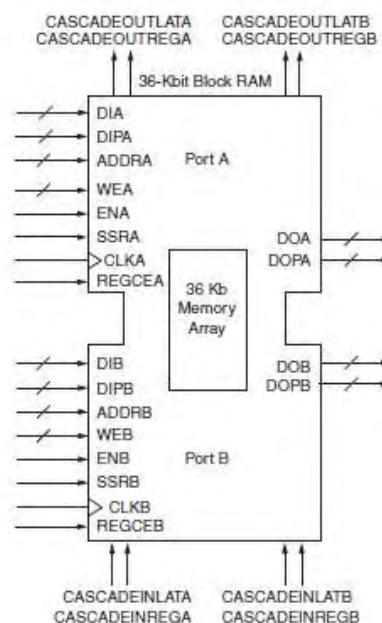 CASCADEOUTLATA CASCADEOUTLATB
CASCADEOUTREGA CASCADEOUTREGB
36-Kbit Block RAM
DIA
DIPA
ADDRA
Port A
WEA
ENA
SSRA
DOA
CLKA
DOPA
REGCEA
36 Kb
Memory
Array
DIB
DOB
DIPB
DOPB
ADDRB
WEB
ENB
Port B
SSRB
CLKB
REGCEB
CASCADEINLATA CASCADEINLATB
CASCADEINREGA CASCADEINREGB